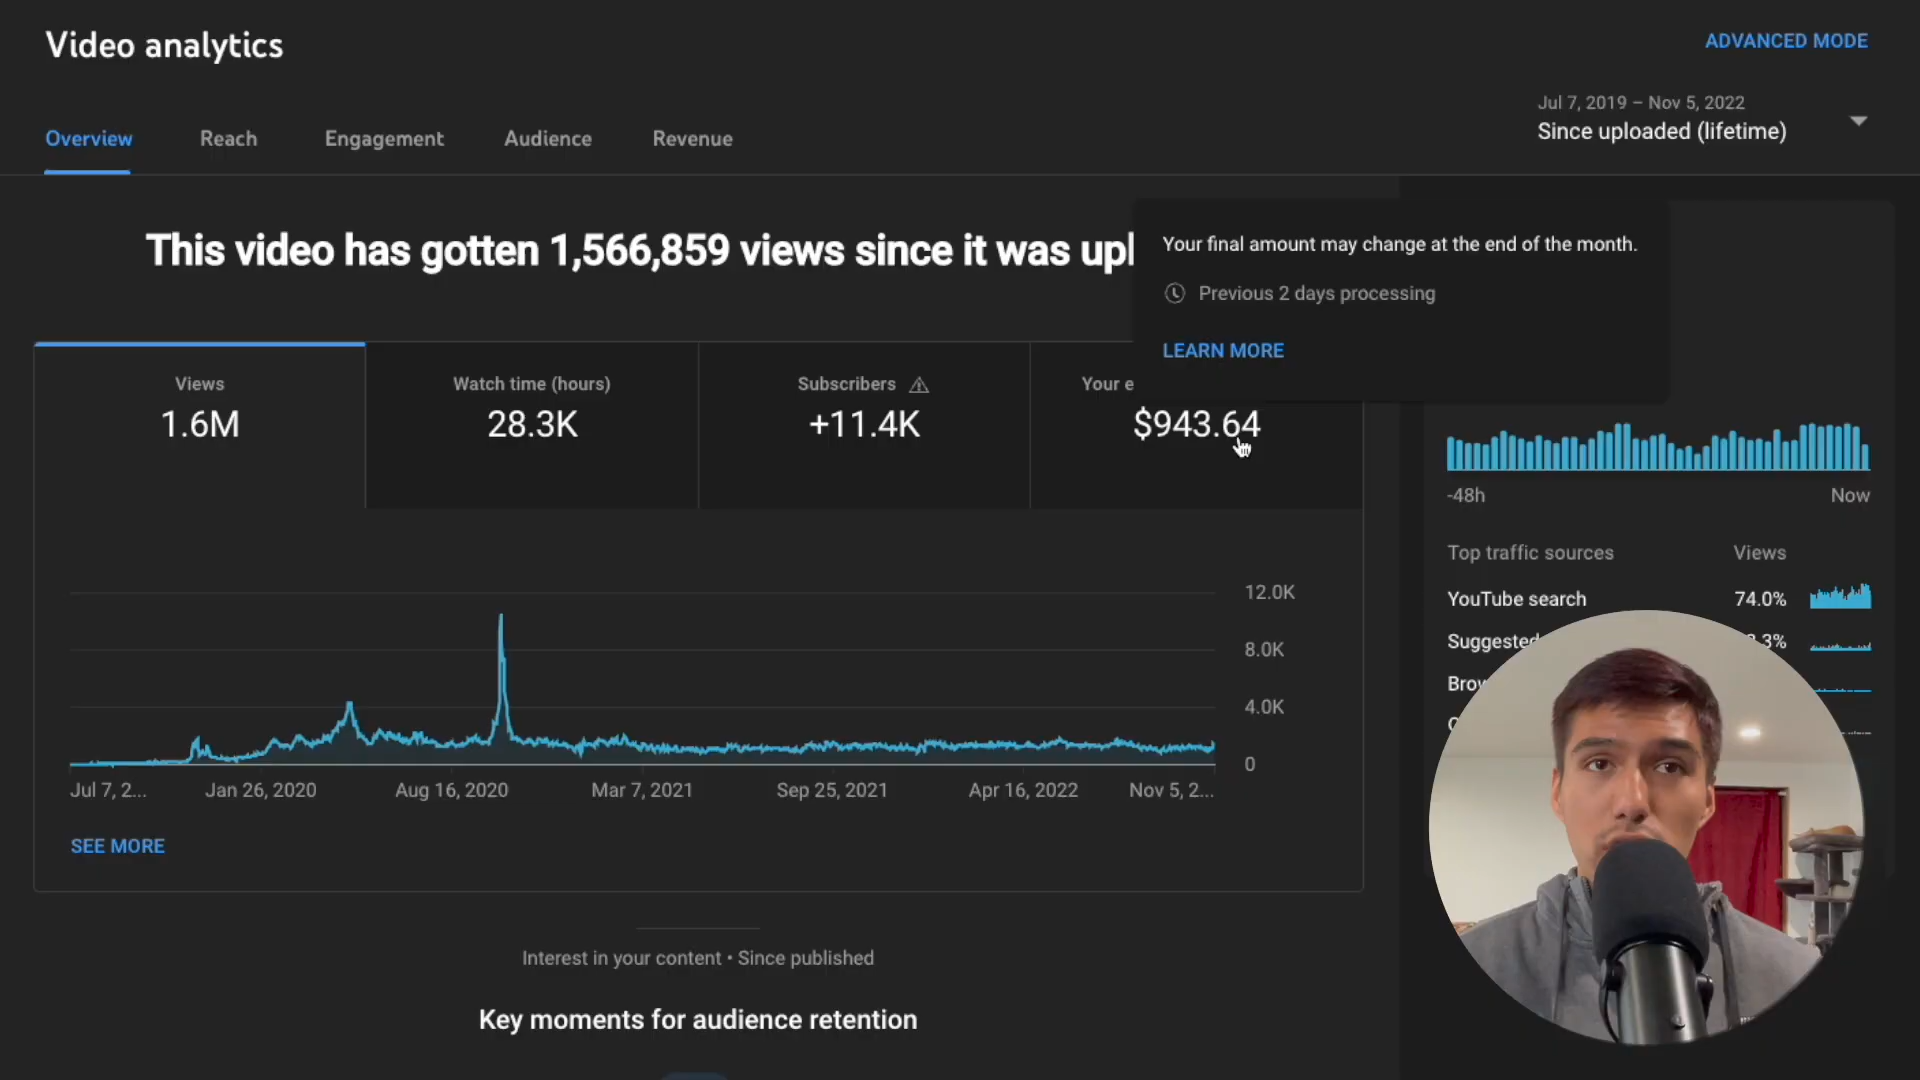 Video analytics
ADVANCED MODE
Jul 7, 2019 – Nov 5, 2022
Since uploaded (lifetime)
Overview
Reach
Engagement
Audience
Revenue
This video has gotten 1,566,859 views since it was
Your final amount may change at the end of the month.
Previous 2 days processing
LEARN MORE
Views
1.6M
Watch time (hours)
28.3K
Subscribers
+11.4K
Your
$943.64
-48h
Now
Top traffic sources
Views
YouTube search
74.0%
Suggested
12.0K
8.0K
4.0K
0
Jul 7, 2...
Jan 26, 2020
Aug 16, 2020
Mar 7, 2021
Sep 25, 2021
Apr 16, 2022
Nov 5, 2...
SEE MORE
Interest in your content • Since published
Key moments for audience retention